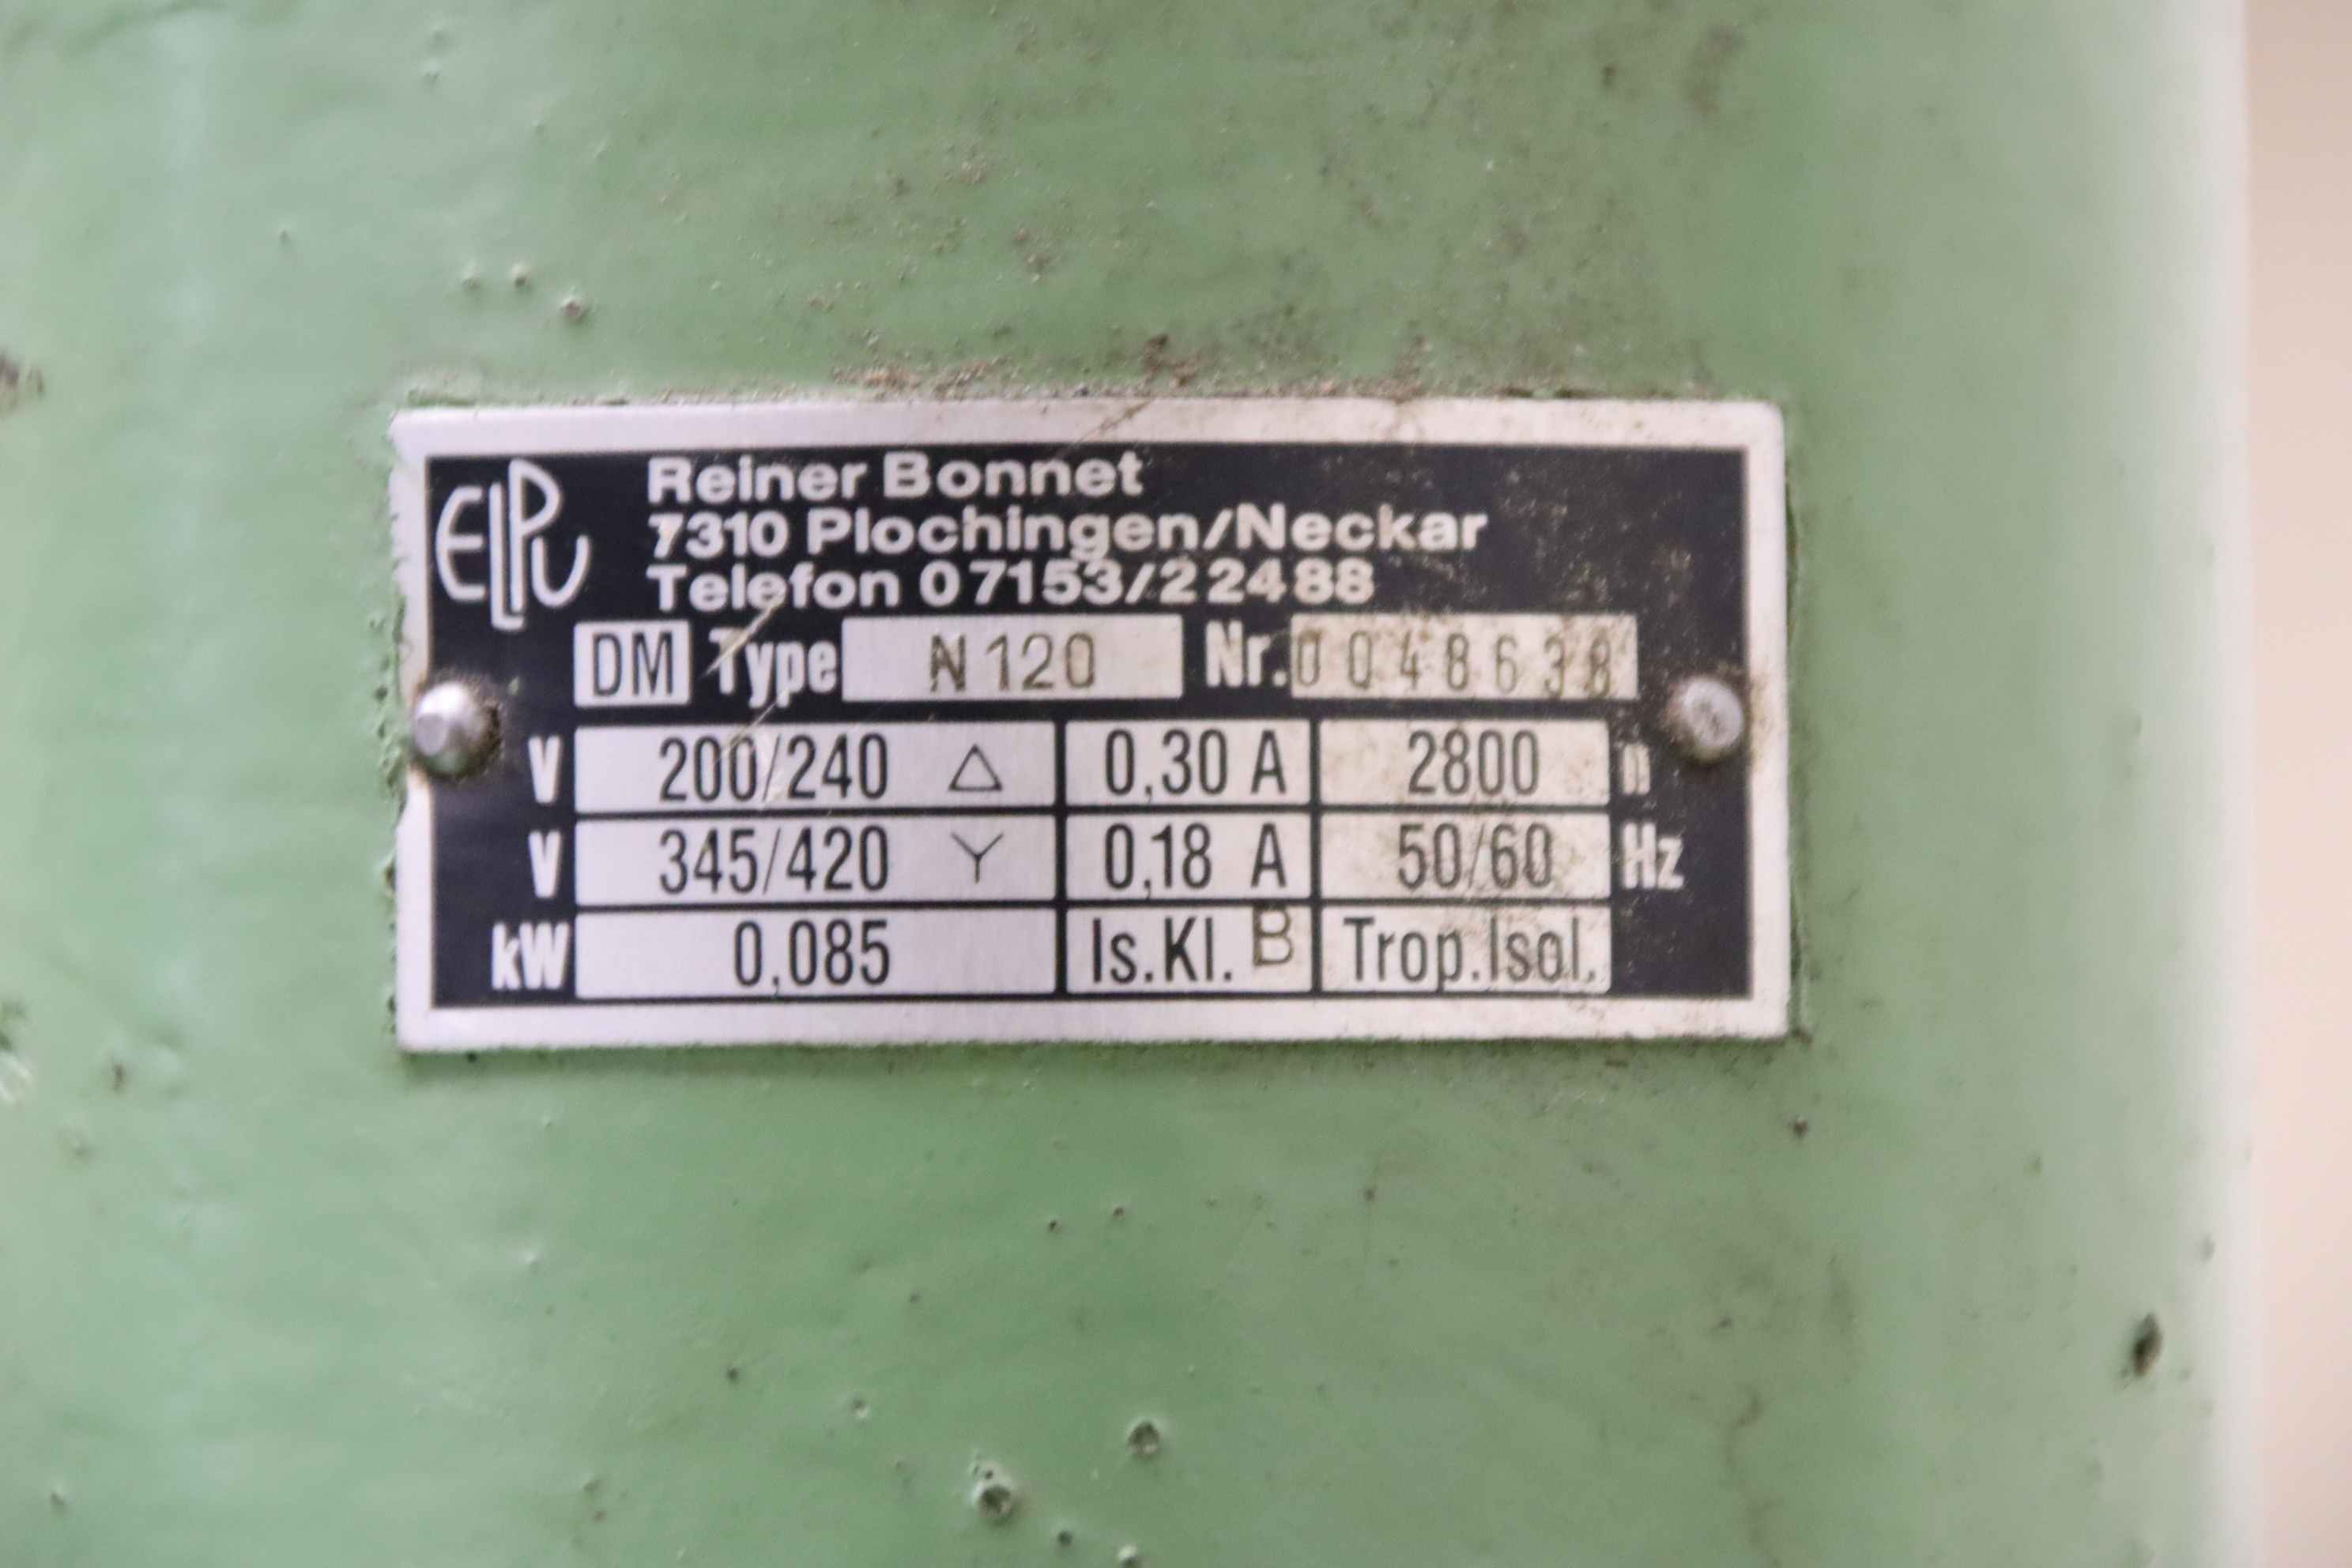 ELPu
Reiner Bonnet
7310 Plochingen/Neckar
Telefon 07153/22488
DM Type N120 Nr. 0048638
V 200/240 △ 0,30 A 2800 n
V 345/420 Y 0,18 A 50/60 Hz
kW 0,085 Is.Kl. B Trop.Isol.